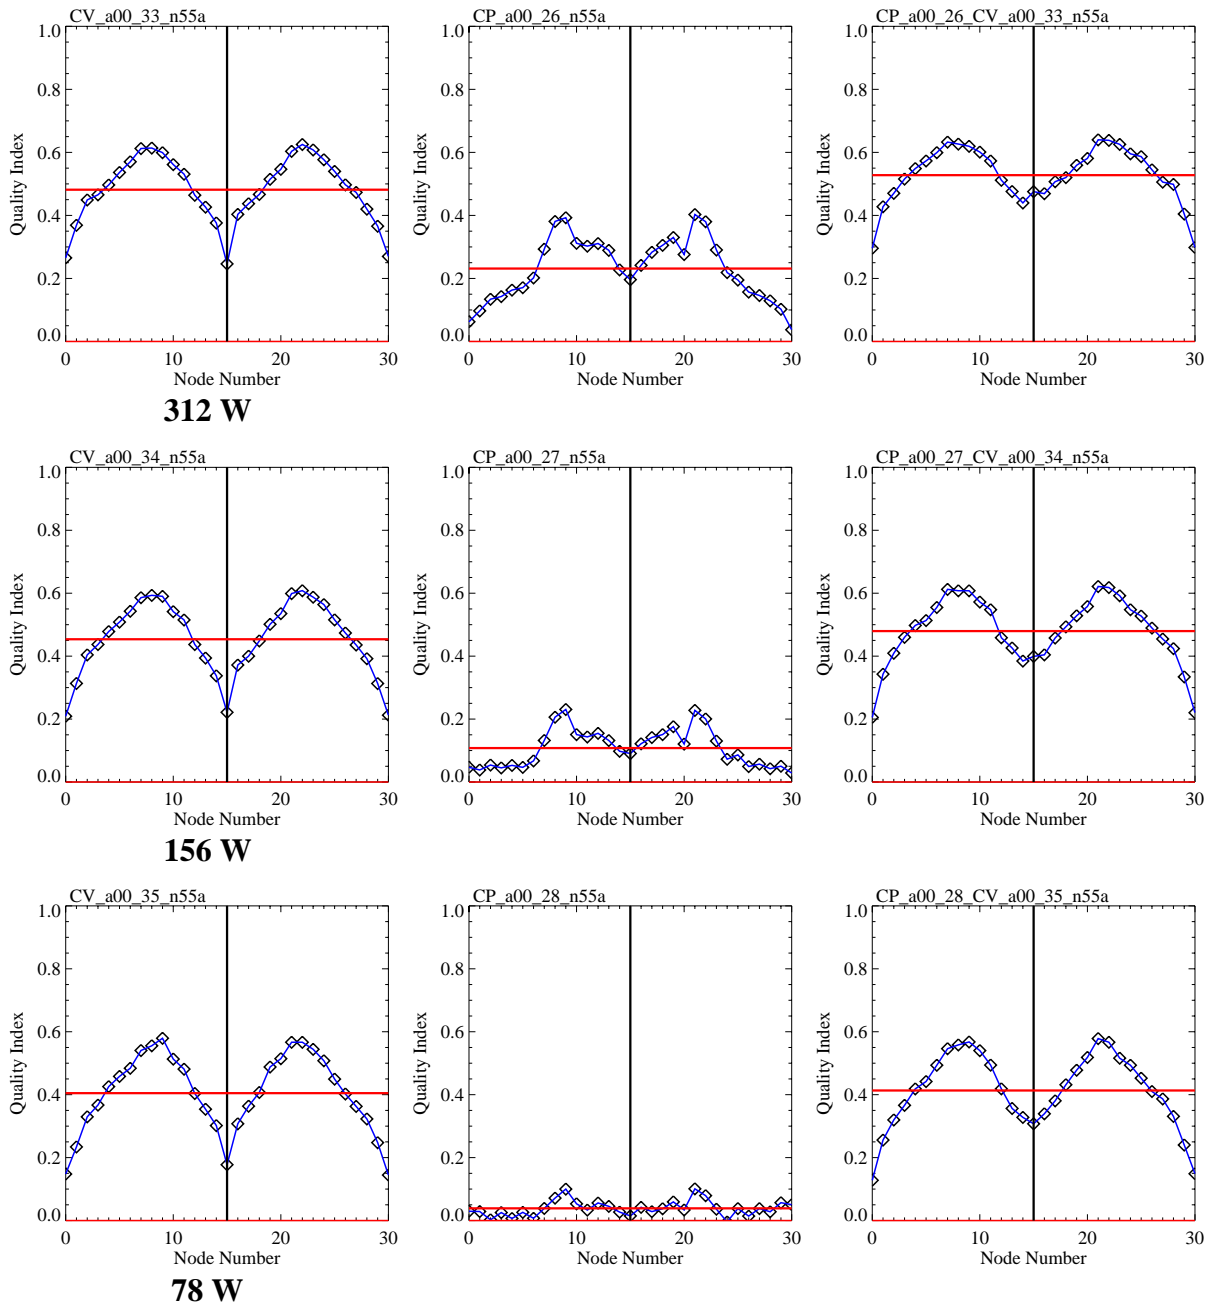 CV_a00_33_n55a
CP_a00_26_n55a
CP_a00_26_CV_a00_33_n55a
1.0
0.8
0.6
0.4
0.2
0.0
Quality Index
0 10 20 30
Node Number
1.0
0.8
0.6
0.4
0.2
0.0
Quality Index
0 10 20 30
Node Number
1.0
0.8
0.6
0.4
0.2
0.0
Quality Index
0 10 20 30
Node Number
312 W
CV_a00_34_n55a
CP_a00_27_n55a
CP_a00_27_CV_a00_34_n55a
1.0
0.8
0.6
0.4
0.2
0.0
Quality Index
0 10 20 30
Node Number
1.0
0.8
0.6
0.4
0.2
0.0
Quality Index
0 10 20 30
Node Number
1.0
0.8
0.6
0.4
0.2
0.0
Quality Index
0 10 20 30
Node Number
156 W
CV_a00_35_n55a
CP_a00_28_n55a
CP_a00_28_CV_a00_35_n55a
1.0
0.8
0.6
0.4
0.2
0.0
Quality Index
0 10 20 30
Node Number
1.0
0.8
0.6
0.4
0.2
0.0
Quality Index
0 10 20 30
Node Number
1.0
0.8
0.6
0.4
0.2
0.0
Quality Index
0 10 20 30
Node Number
78 W